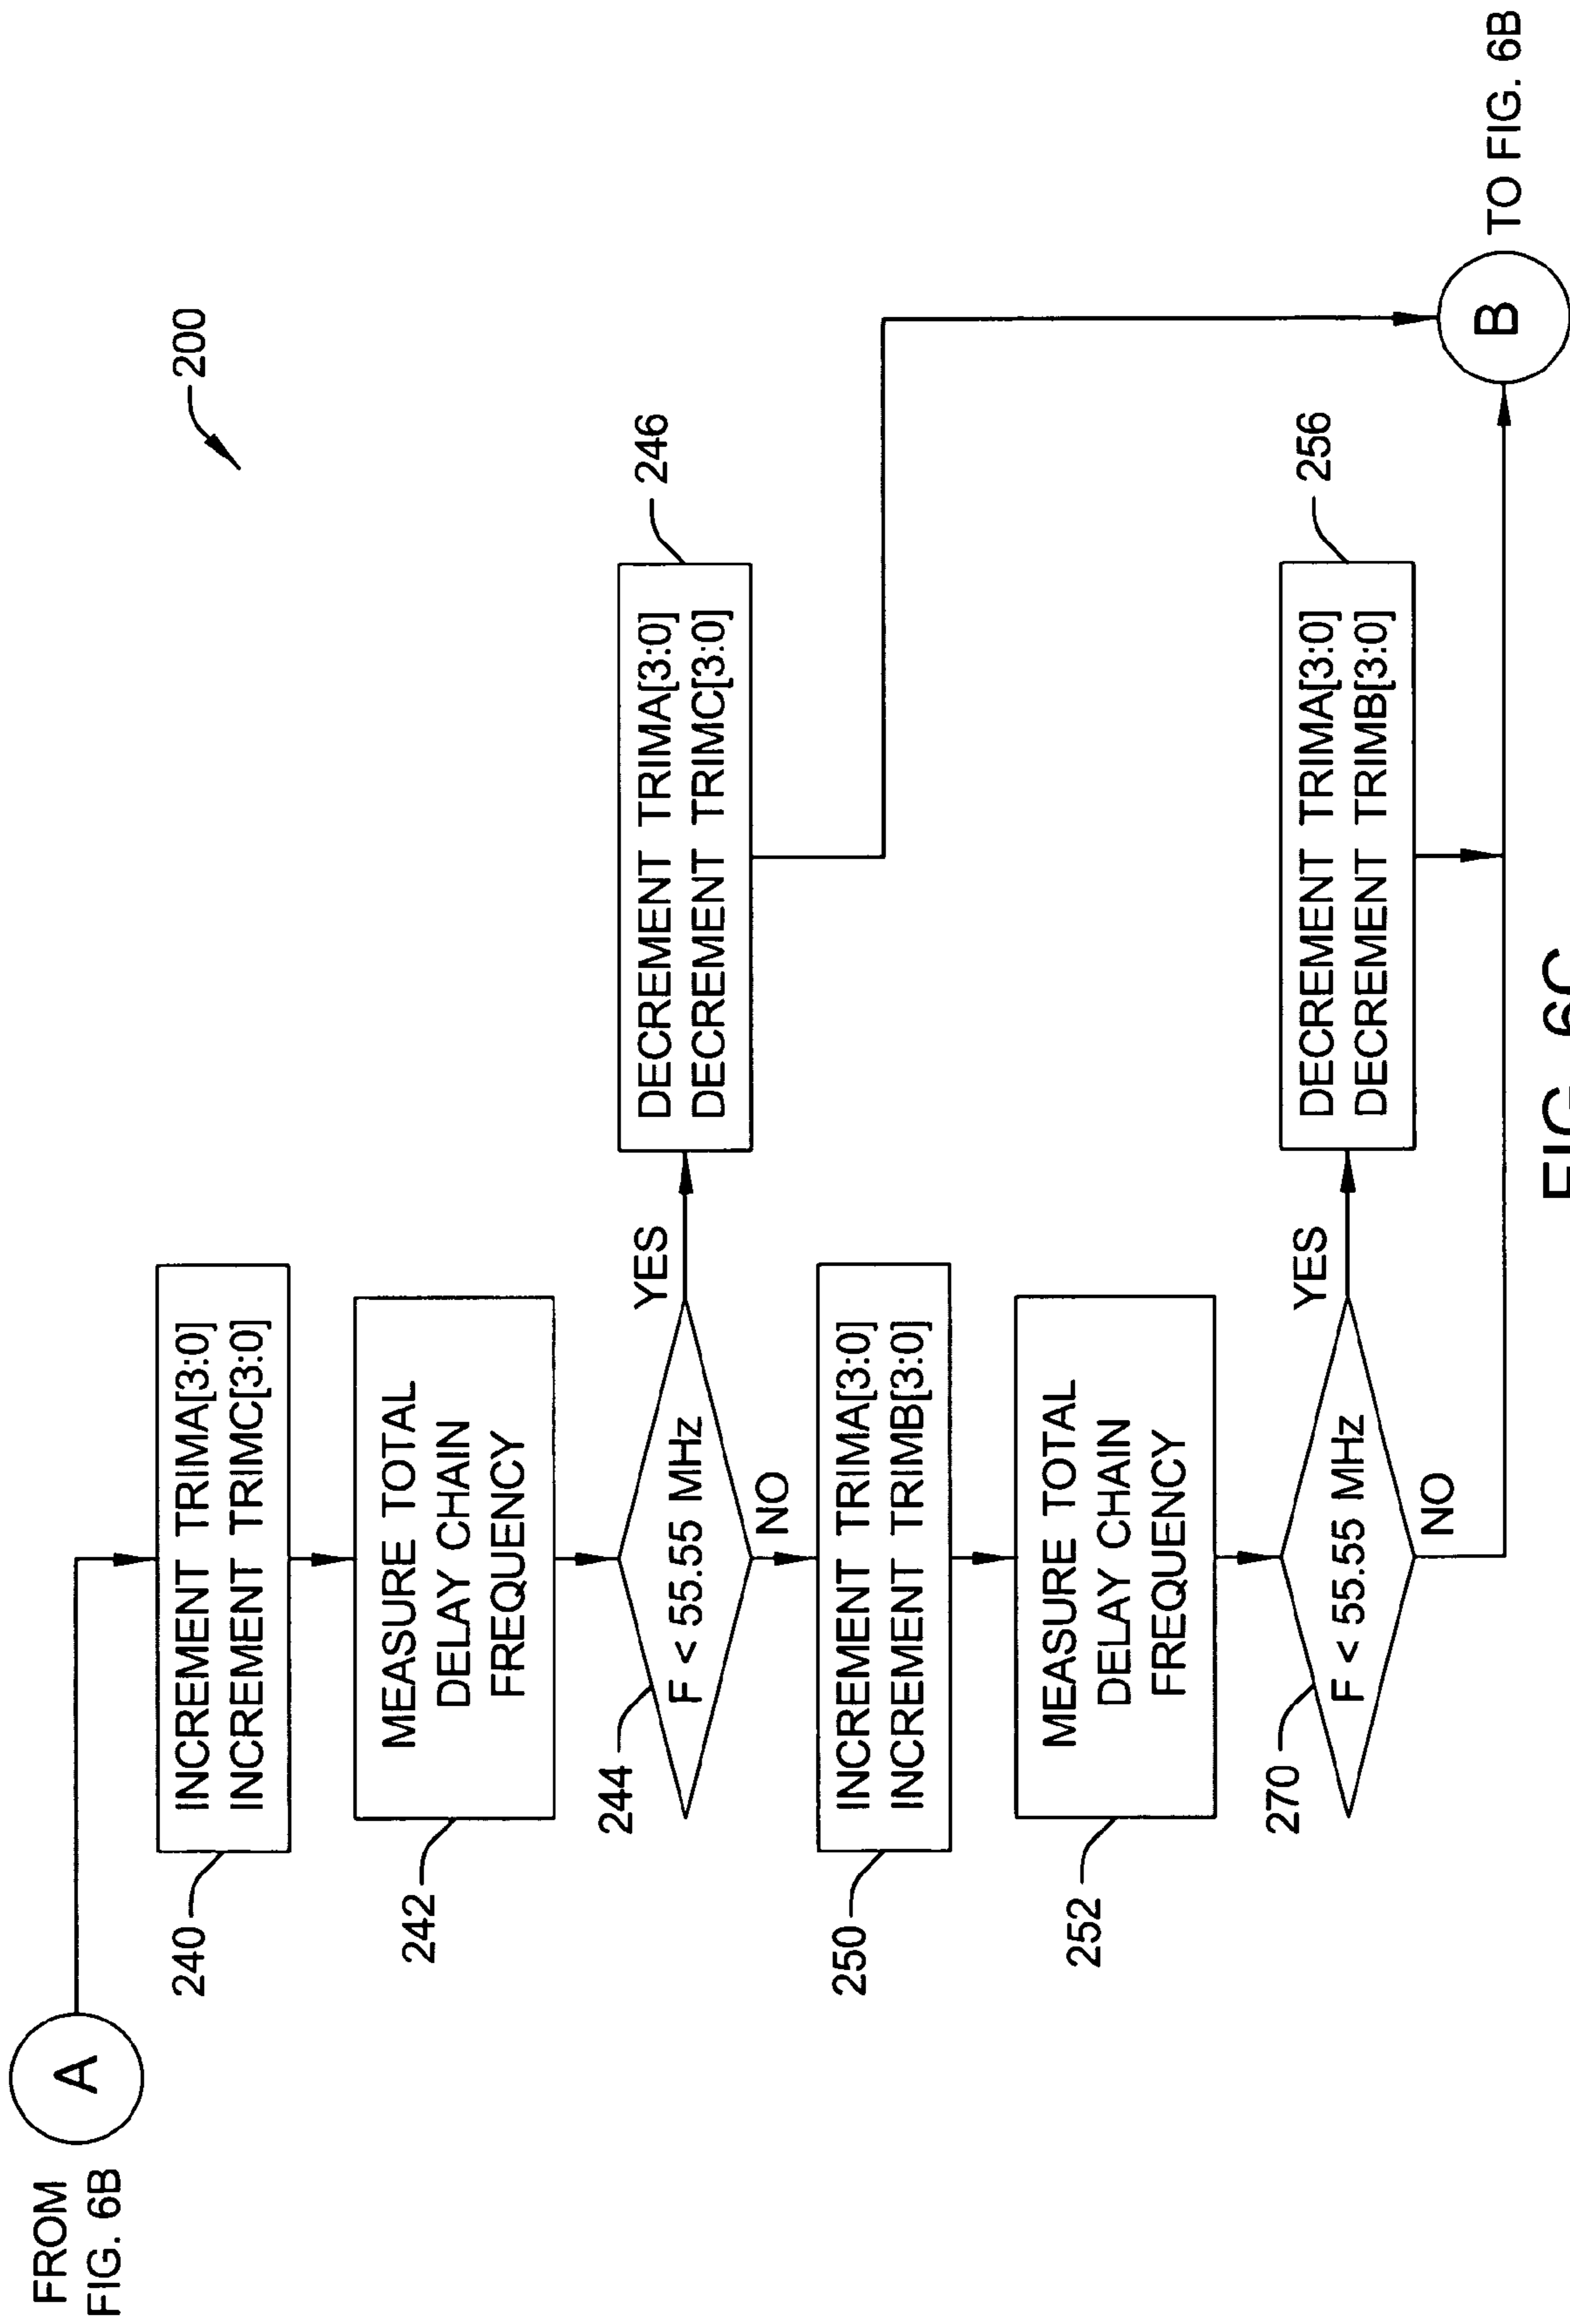 FROM
FIG. 6B
A
200
240
INCREMENT TRIMA[3:0]
INCREMENT TRIMC[3:0]
242
MEASURE TOTAL
DELAY CHAIN
FREQUENCY
244
F < 55.55 MHz
YES
NO
246
DECREMENT TRIMA[3:0]
DECREMENT TRIMC[3:0]
250
INCREMENT TRIMA[3:0]
INCREMENT TRIMB[3:0]
252
MEASURE TOTAL
DELAY CHAIN
FREQUENCY
270
F < 55.55 MHz
YES
NO
256
DECREMENT TRIMA[3:0]
DECREMENT TRIMB[3:0]
B
TO FIG. 6B
FIG. 6C